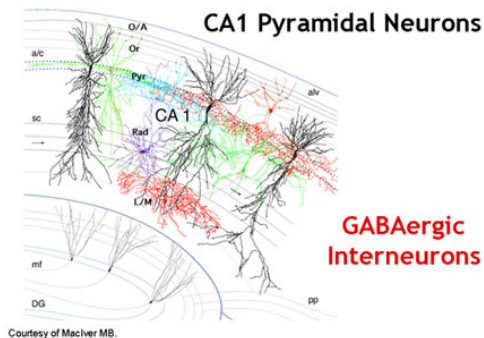 CA1 Pyramidal Neurons
O/A
Or
a/c
alv
Pyr
CA 1
sc
Rad
L/M
GABAergic
Interneurons
mf
DG
pp
Courtesy of MacIver MB.